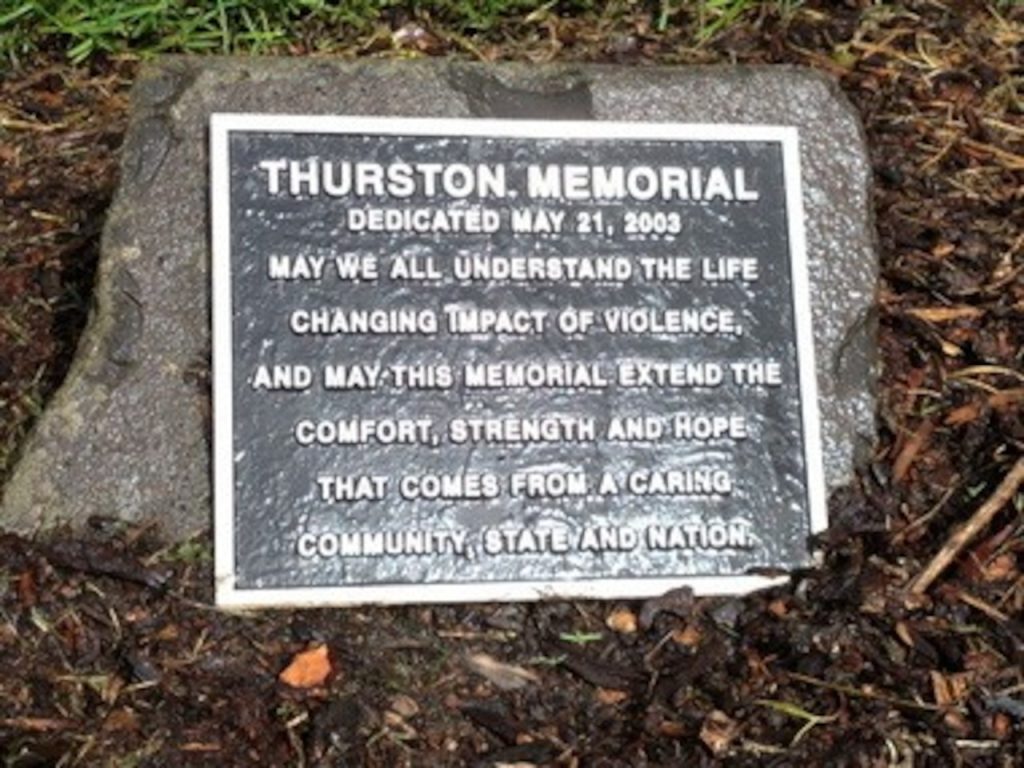 THURSTON MEMORIAL
DEDICATED MAY 21, 2003
MAY WE ALL UNDERSTAND THE LIFE
CHANGING IMPACT OF VIOLENCE,
AND MAY THIS MEMORIAL EXTEND THE
COMFORT, STRENGTH AND HOPE
THAT COMES FROM A CARING
COMMUNITY, STATE AND NATION.